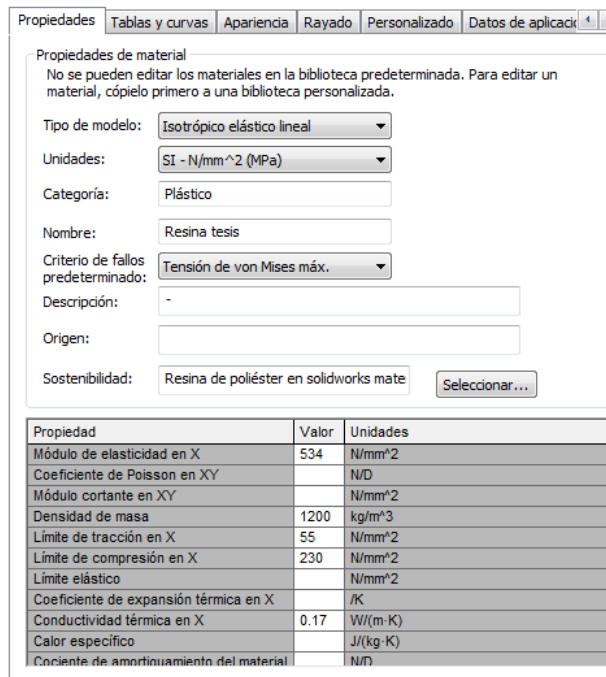 Propiedades Tablas y curvas Apariencia Rayado Personalizado Datos de aplicació
Propiedades de material
No se pueden editar los materiales en la biblioteca predeterminada. Para editar un
material, cópielo primero a una biblioteca personalizada.
Tipo de modelo: Isotrópico elástico lineal
Unidades: SI - N/mm^2 (MPa)
Categoría: Plástico
Nombre: Resina tesis
Criterio de fallos
predeterminado: Tensión de von Mises máx.
Descripción: -
Origen:
Sostenibilidad: Resina de poliéster en solidworks mate Seleccionar...
Propiedad Valor Unidades
Módulo de elasticidad en X 534 N/mm^2
Coeficiente de Poisson en XY N/D
Módulo cortante en XY N/mm^2
Densidad de masa 1200 kg/m^3
Límite de tracción en X 55 N/mm^2
Límite de compresión en X 230 N/mm^2
Límite elástico N/mm^2
Coeficiente de expansión térmica en X /K
Conductividad térmica en X 0.17 W/(m·K)
Calor específico J/(kg·K)
Cociente de amortiguamiento del material N/D